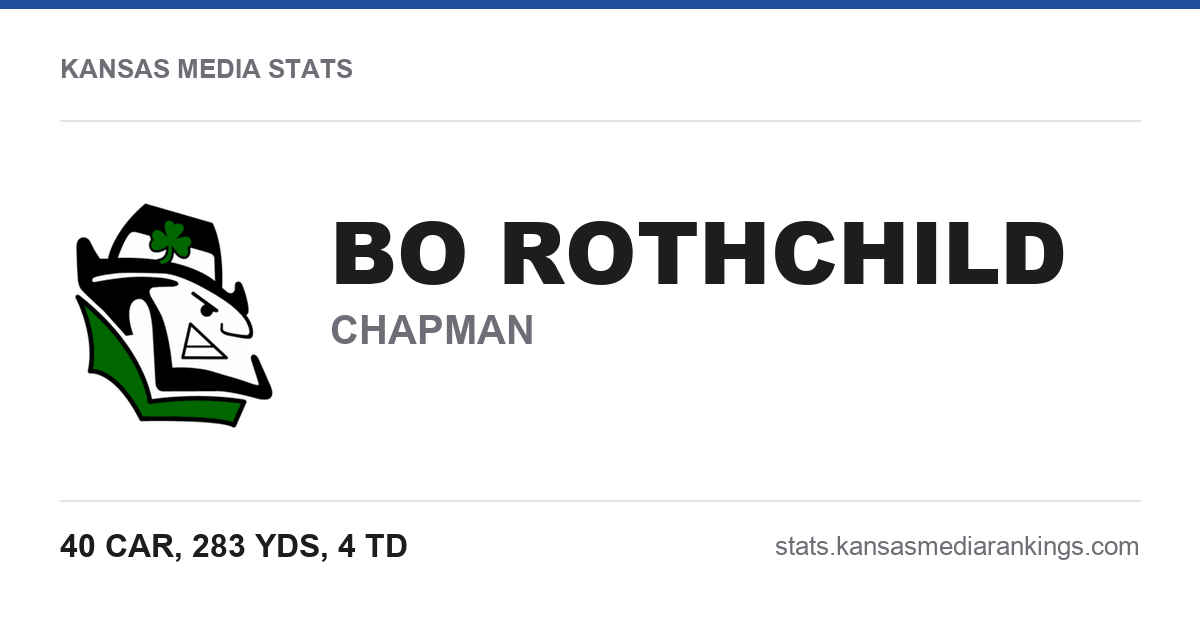 KANSAS MEDIA STATS
BO ROTHCHILD
CHAPMAN
40 CAR, 283 YDS, 4 TD
stats.kansasmediarankings.com